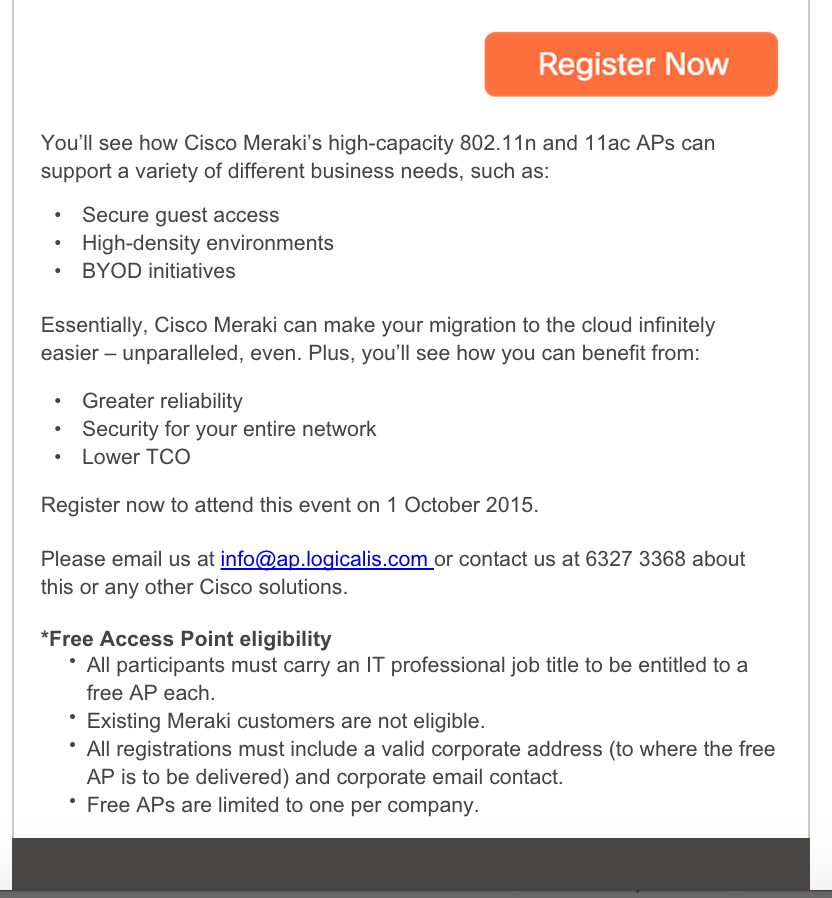 Register Now
You'll see how Cisco Meraki's high-capacity 802.11n and 11ac APs can
support a variety of different business needs, such as:
• Secure guest access
• High-density environments
• BYOD initiatives
Essentially, Cisco Meraki can make your migration to the cloud infinitely
easier – unparalleled, even. Plus, you'll see how you can benefit from:
• Greater reliability
• Security for your entire network
• Lower TCO
Register now to attend this event on 1 October 2015.
Please email us at info@ap.logicalis.com or contact us at 6327 3368 about
this or any other Cisco solutions.
*Free Access Point eligibility
• All participants must carry an IT professional job title to be entitled to a
free AP each.
• Existing Meraki customers are not eligible.
• All registrations must include a valid corporate address (to where the free
AP is to be delivered) and corporate email contact.
• Free APs are limited to one per company.